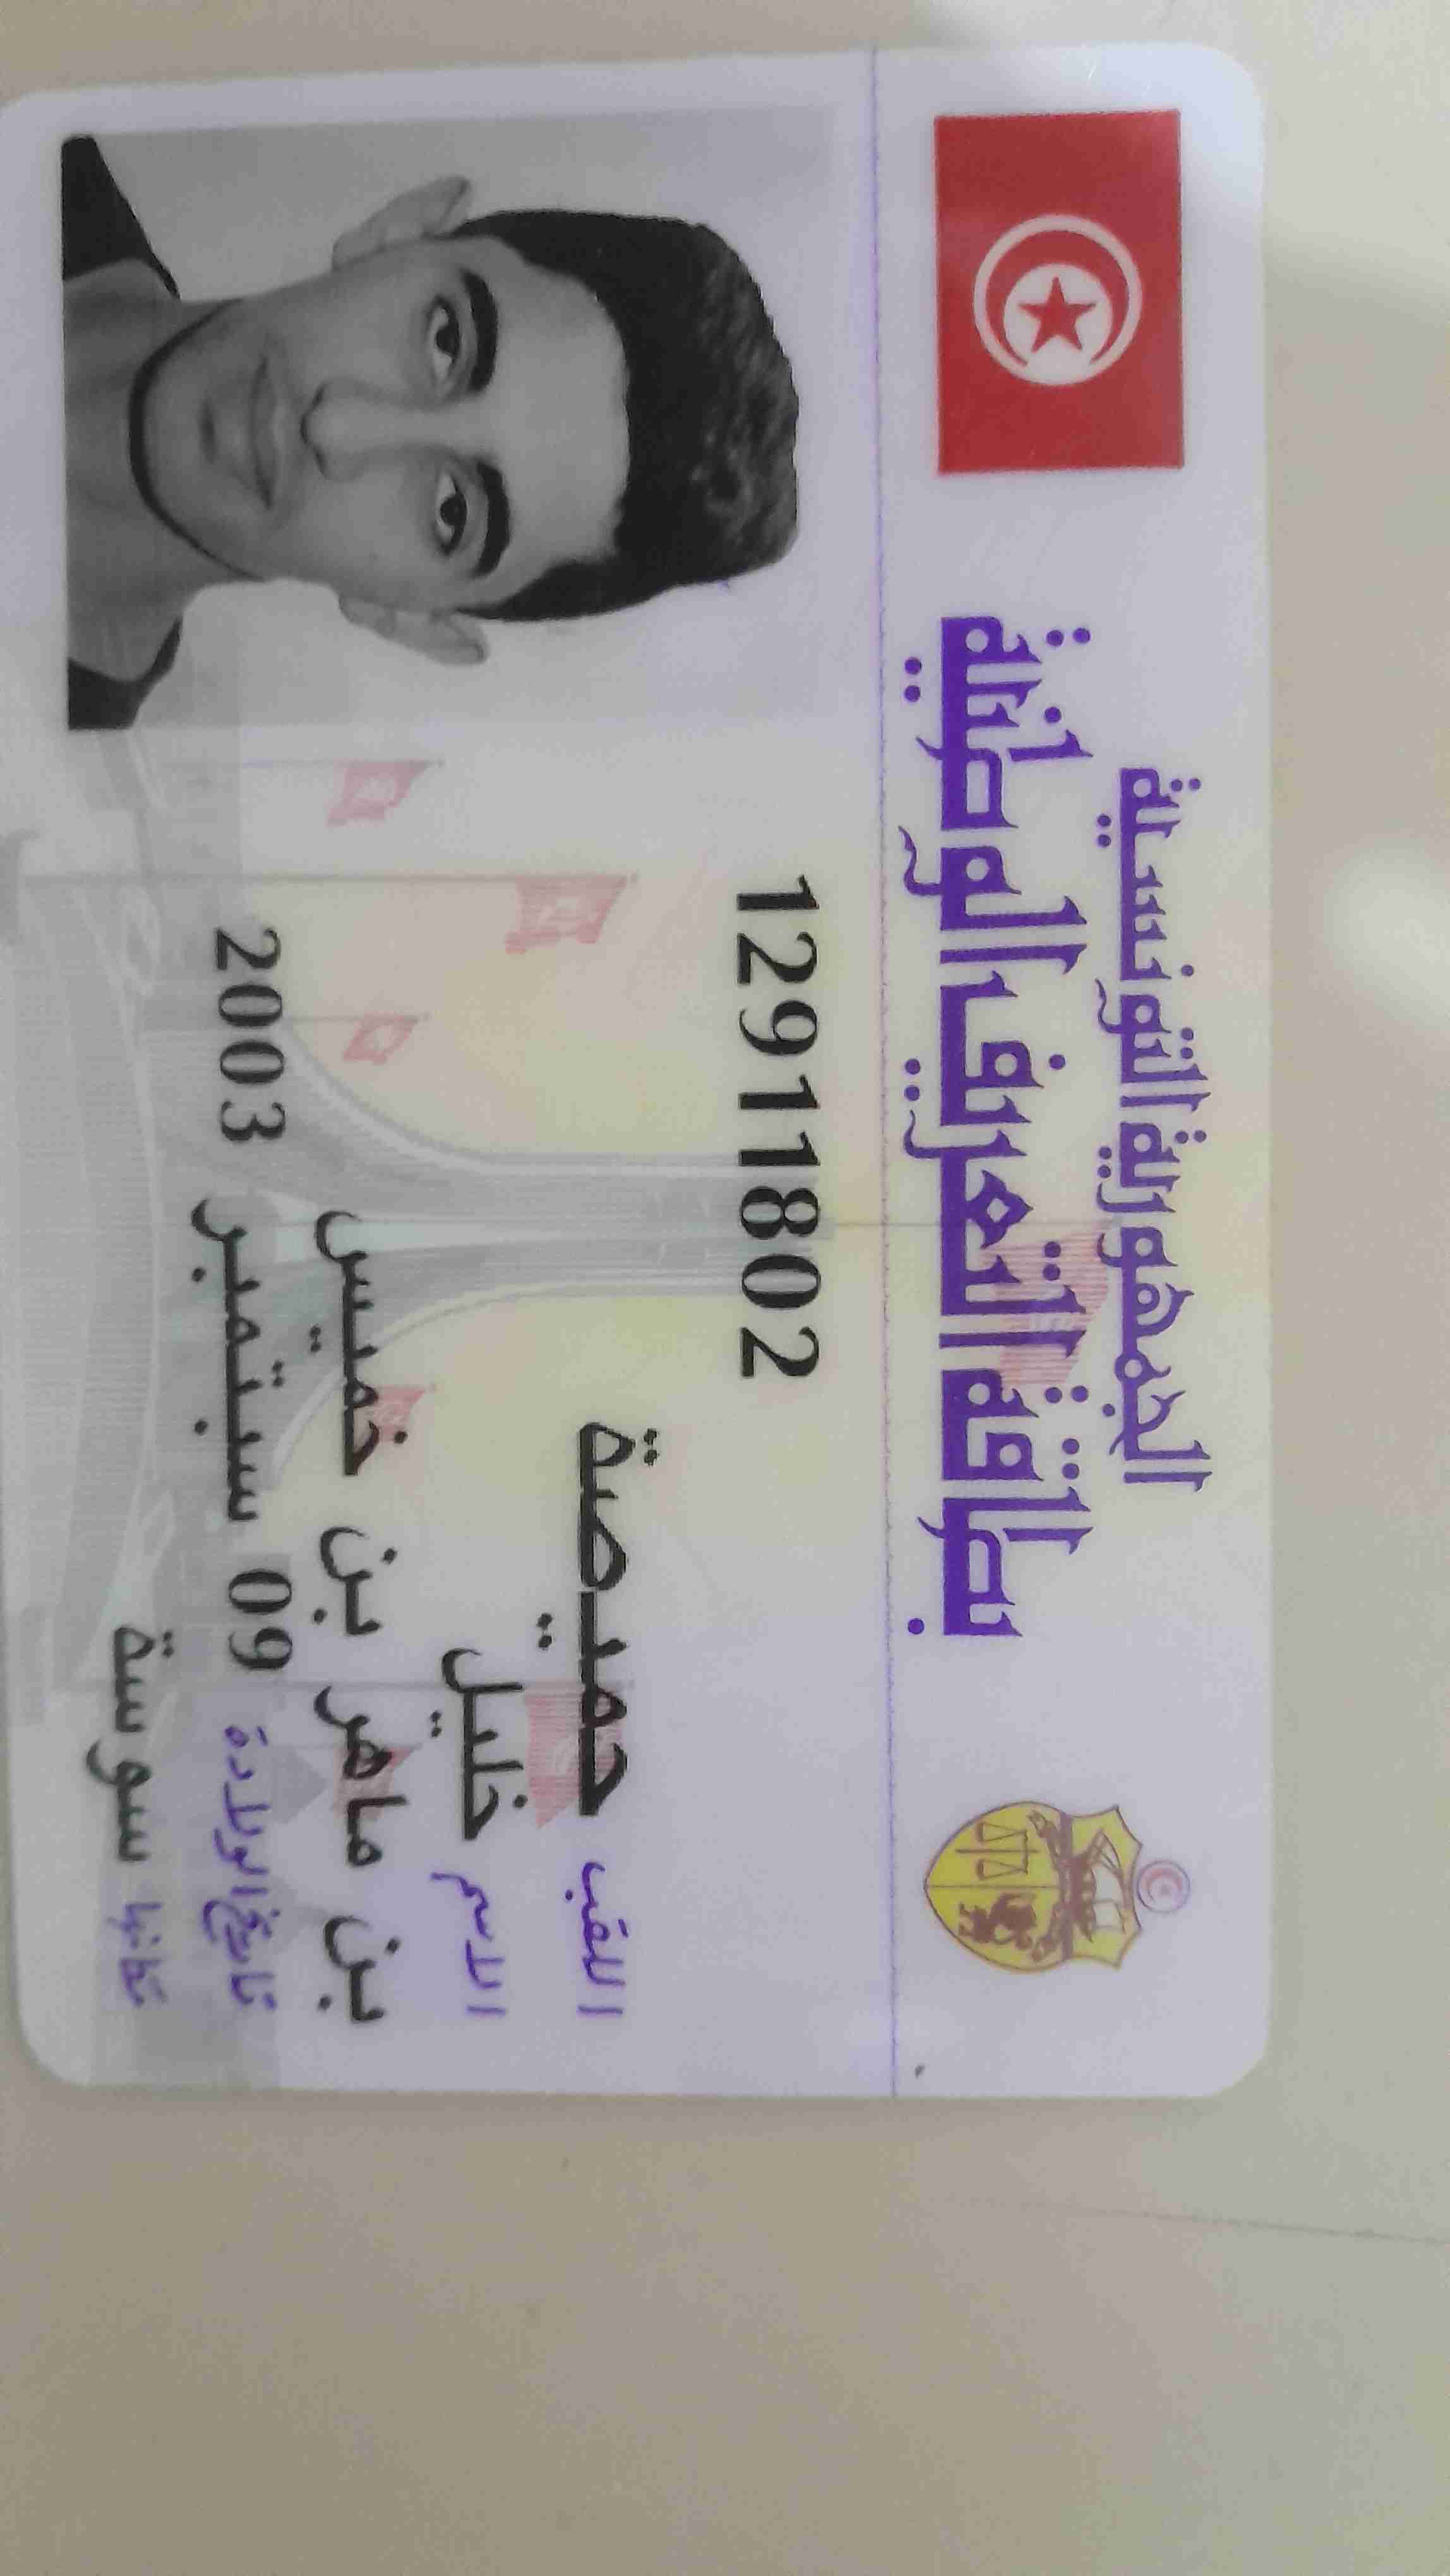 الجمهورية التونسية
بطاقة التعريف الوطنية
12911802
اللقب حميصة
الاسم خليل
بن ماهر بن خميس
تاريخ الولادة 09 سبتمبر 2003
مكانها سوسة